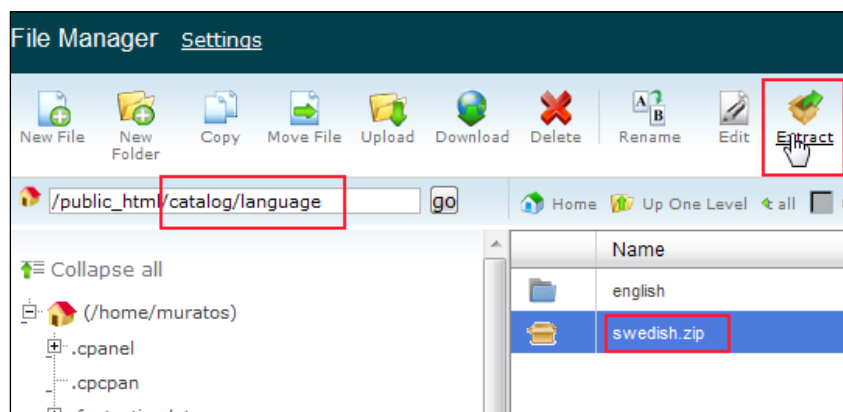 File Manager Settings
New File New Folder Copy Move File Upload Download Delete Rename Edit Extract
/public_html/catalog/language go Home Up One Level all
Name
Collapse all
english
(/home/muratos)
swedish.zip
.cpanel
.cpcpan